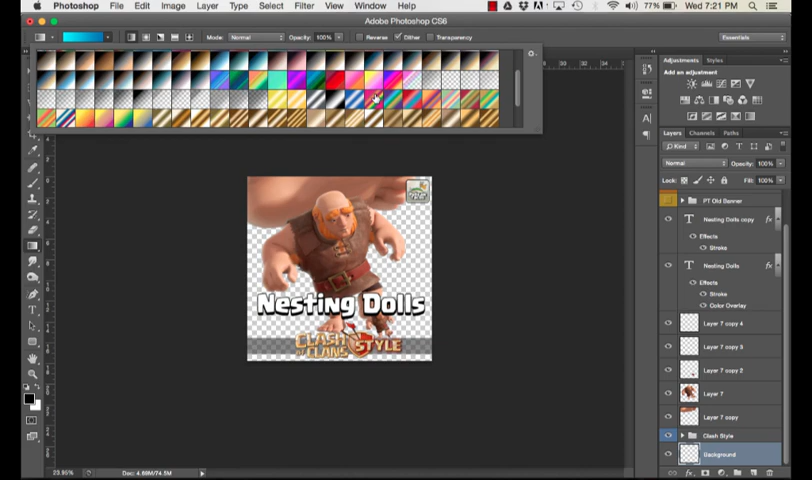 Photoshop File Edit Image Layer Type Select Filter View Window Help 77% Wed 7:21 PM
Adobe Photoshop CS6
Mode: Normal Opacity: 100% Reverse Dither Transparency Essentials
Adjustments Styles
Add an adjustment
Layers Channels Paths
Kind
Normal Opacity: 100%
Lock: Fill: 100%
PT Old Banner
Nesting Dolls copy fx
Effects
Stroke
Nesting Dolls fx
Effects
Stroke
Color Overlay
Layer 7 copy 4
Layer 7 copy 3
Layer 7 copy 2
Layer 7
Layer 7 copy
Clash Style
Background
Nesting Dolls
CLASH OF CLANS STYLE
23.95% Doc: 4.69M/74.5M